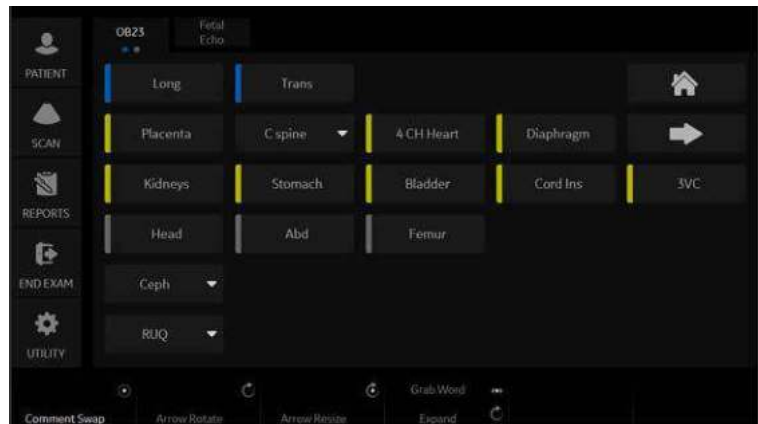 OB23
Fetal
Echo
PATIENT
Long
Trans
SCAN
Placenta
C spine
4 CH Heart
Diaphragm
REPORTS
Kidneys
Stomach
Bladder
Cord Ins
3VC
END EXAM
Head
Abd
Femur
Ceph
UTILITY
RUQ
Grab Word
Comment Swap
Arrow Rotate
Arrow Resize
Expand